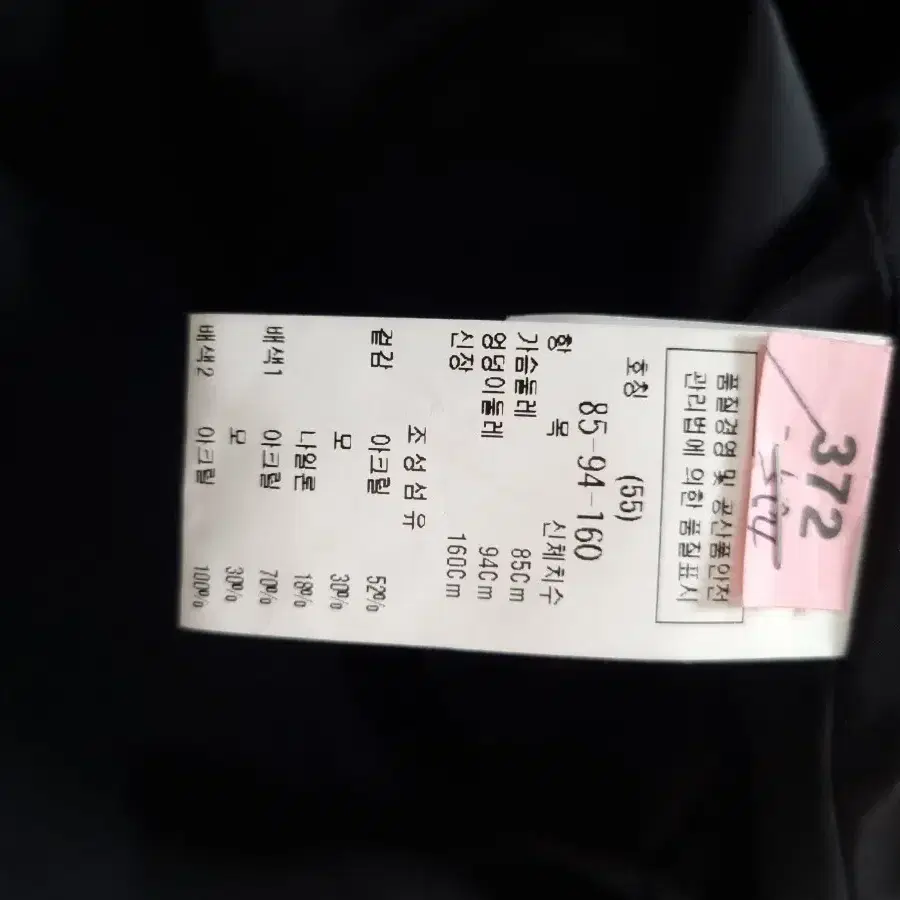 372
품질경영 및 공산품안전
관리법에 의한 품질표시
호칭 (55)
85-94-160
항 목 신체치수
가슴둘레 85Cm
엉덩이둘레 94Cm
신장 160Cm
조성섬유
겉감 아크릴 52%
모 30%
나일론 18%
배색1 아크릴 70%
모 30%
배색2 아크릴 100%